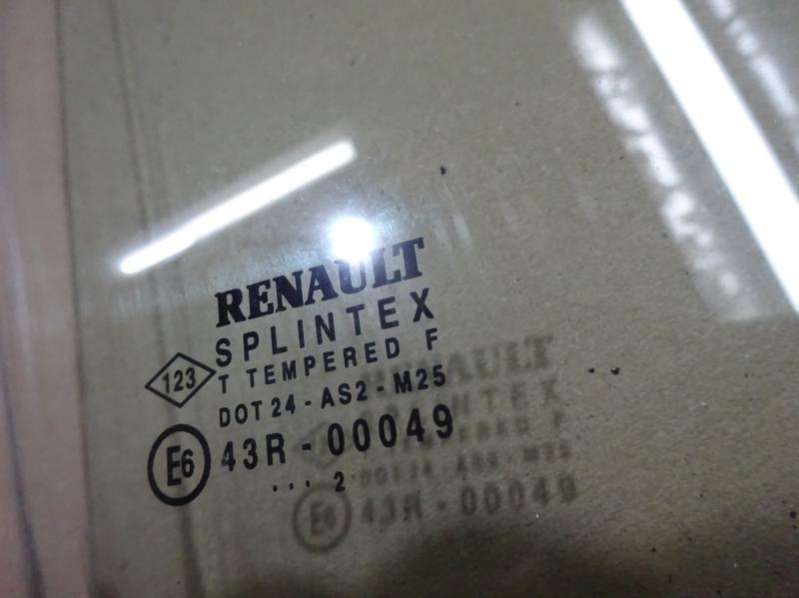 RENAULT
SPLINTEX
123
T TEMPERED F
DOT 24 - AS2 - M25
E6 43R - 00049
... 2